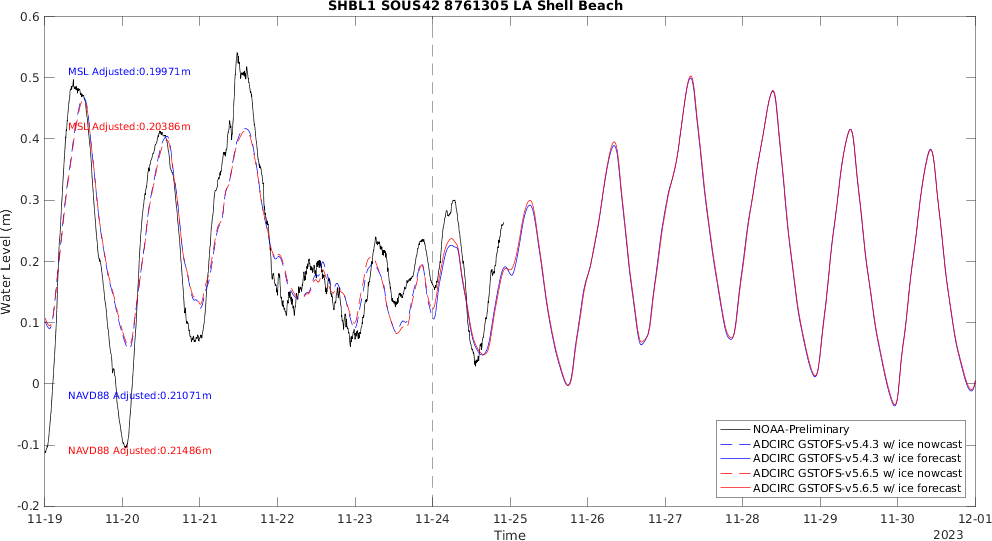 SHBL1 SOUS42 8761305 LA Shell Beach
0.6
0.5
0.4
0.3
0.2
0.1
0
-0.1
-0.2
Water Level (m)
MSL Adjusted:0.19971m
MSL Adjusted:0.20386m
NAVD88 Adjusted:0.21071m
NAVD88 Adjusted:0.21486m
NOAA-Preliminary
ADCIRC GSTOFS-v5.4.3 w/ ice nowcast
ADCIRC GSTOFS-v5.4.3 w/ ice forecast
ADCIRC GSTOFS-v5.6.5 w/ ice nowcast
ADCIRC GSTOFS-v5.6.5 w/ ice forecast
11-19 11-20 11-21 11-22 11-23 11-24 11-25 11-26 11-27 11-28 11-29 11-30 12-01
Time
2023